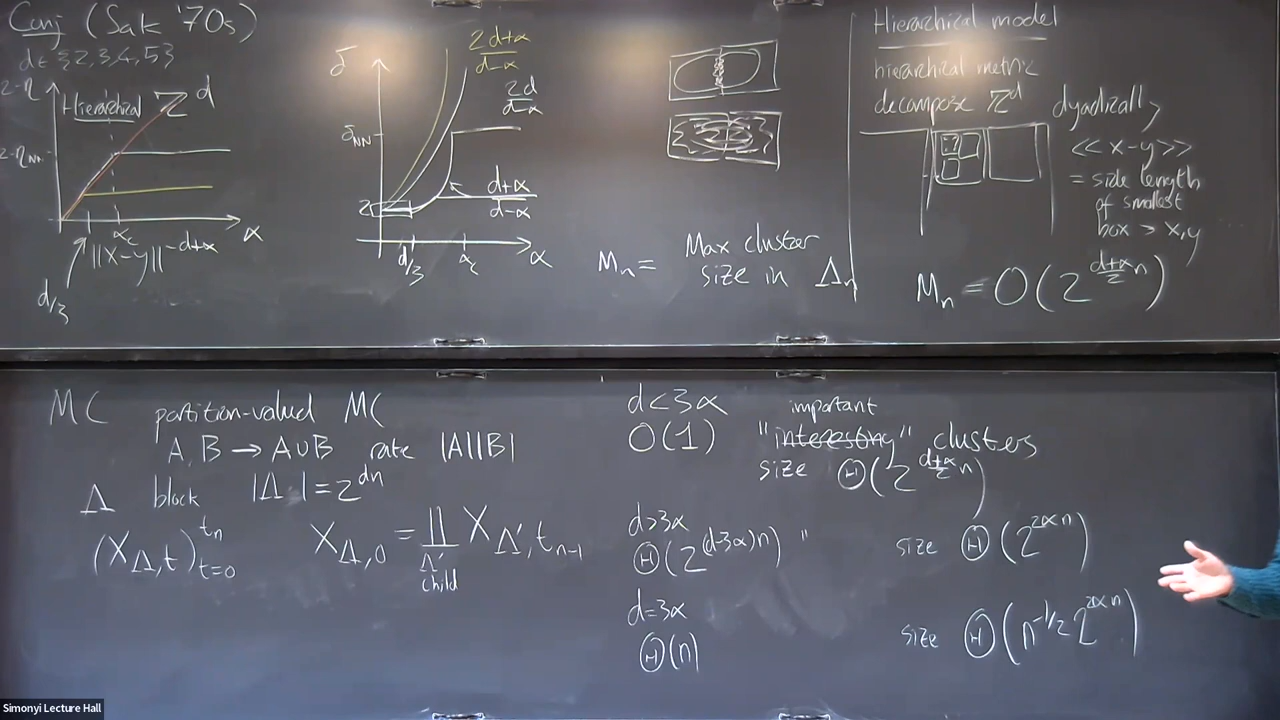 Conj (Sak '70s)
d ∈ {2,3,4,5}
2-η
Hierarchical
ℤ^d
2-η_NN
α_c
α
||x-y||^{-d+α}
d/3
δ
δ_NN
2
d/3
α_c
α
(2d+α)/(d-α)
2d/(d-α)
(d+α)/(d-α)
M_n = Max cluster
size in Λ_n
Hierarchical model
hierarchical metric
decompose ℤ^d dyadically
<<x-y>>
= side length
of smallest
box > x,y
M_n = O(2^{(d+α)/2 n})
MC partition-valued MC
A, B → A∪B rate |A||B|
Λ block |Λ| = 2^{dn}
(X_{Λ,t})_{t=0}^{t_n} X_{Λ,0} = ∐_{Λ' child} X_{Λ',t_{n-1}}
d<3α
important
O(1) "interesting" clusters
size Θ(2^{(d+α)/2 n})
d>3α
Θ(2^{(d-3α)n}) " size Θ(2^{2αn})
d=3α
Θ(n) size Θ(n^{-1/2} 2^{2αn})
Simonyi Lecture Hall